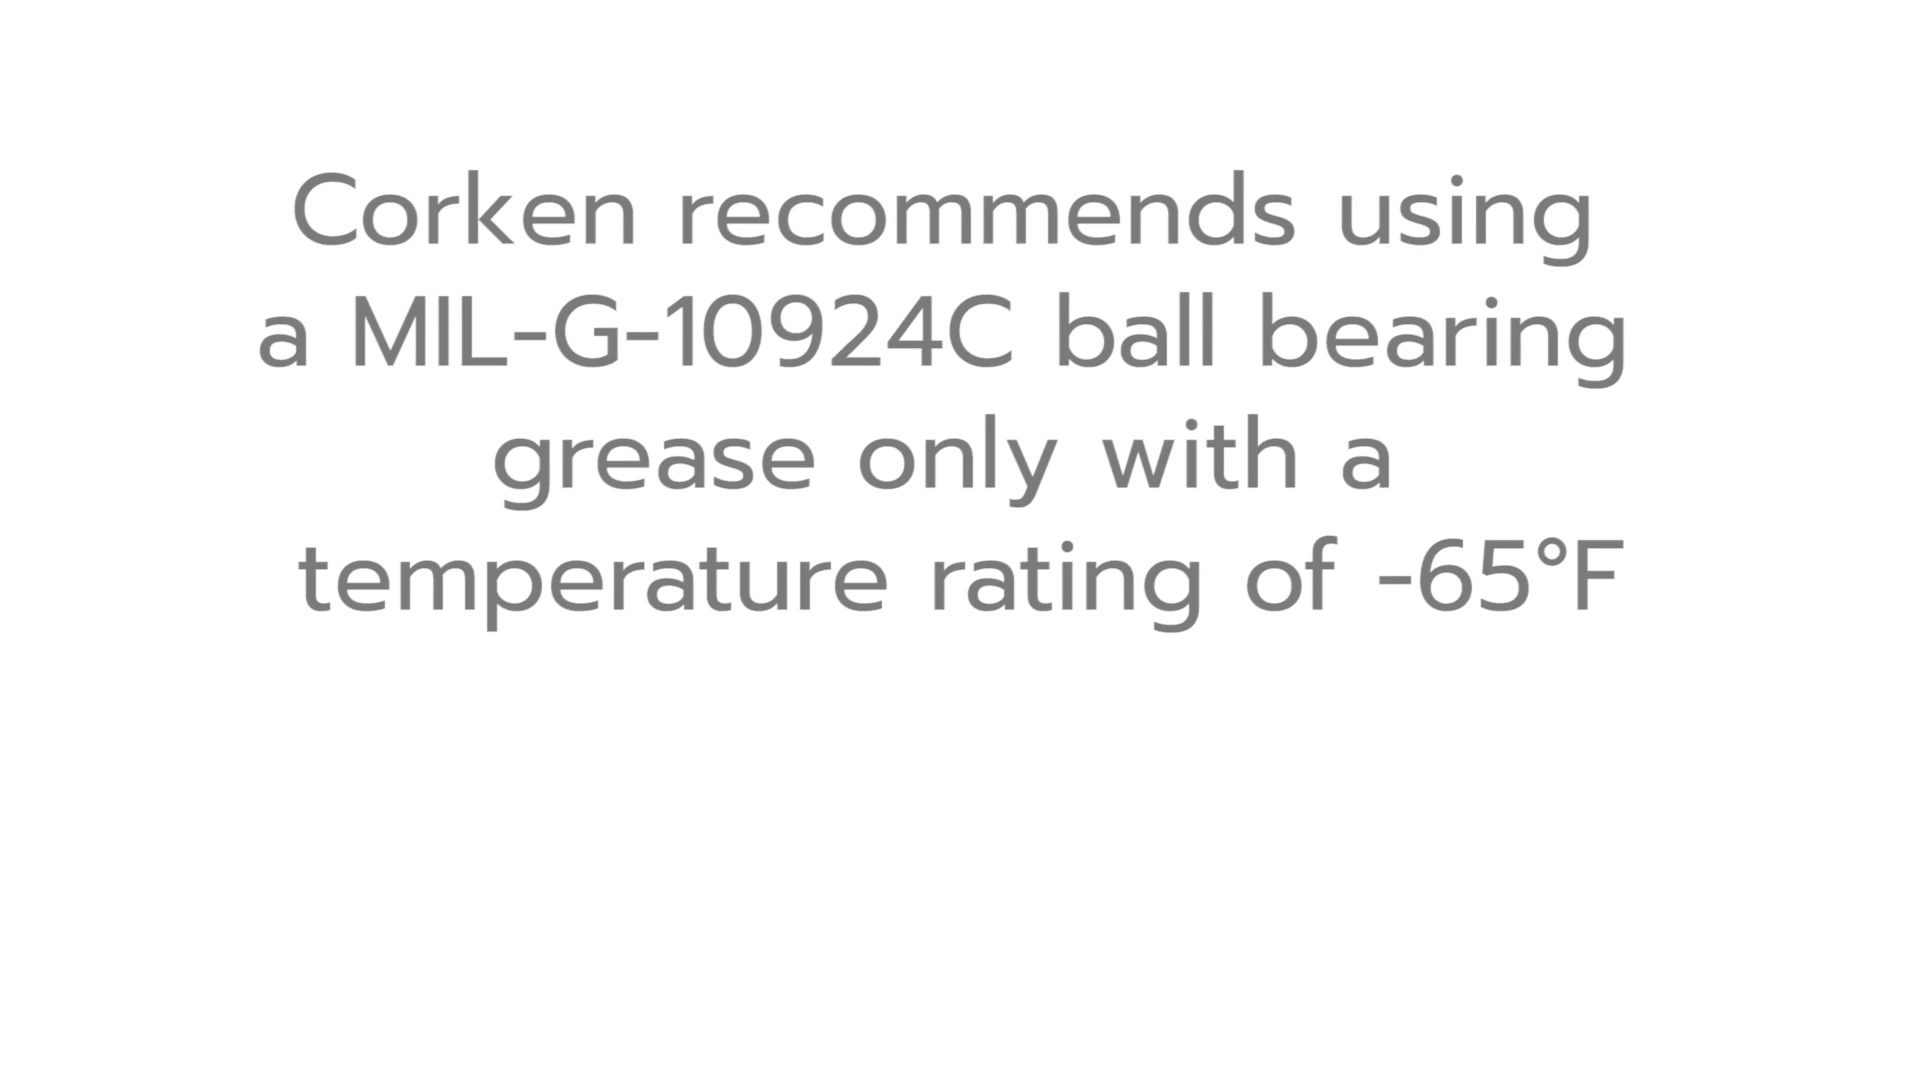 Corken recommends using
a MIL-G-10924C ball bearing
grease only with a
temperature rating of -65°F